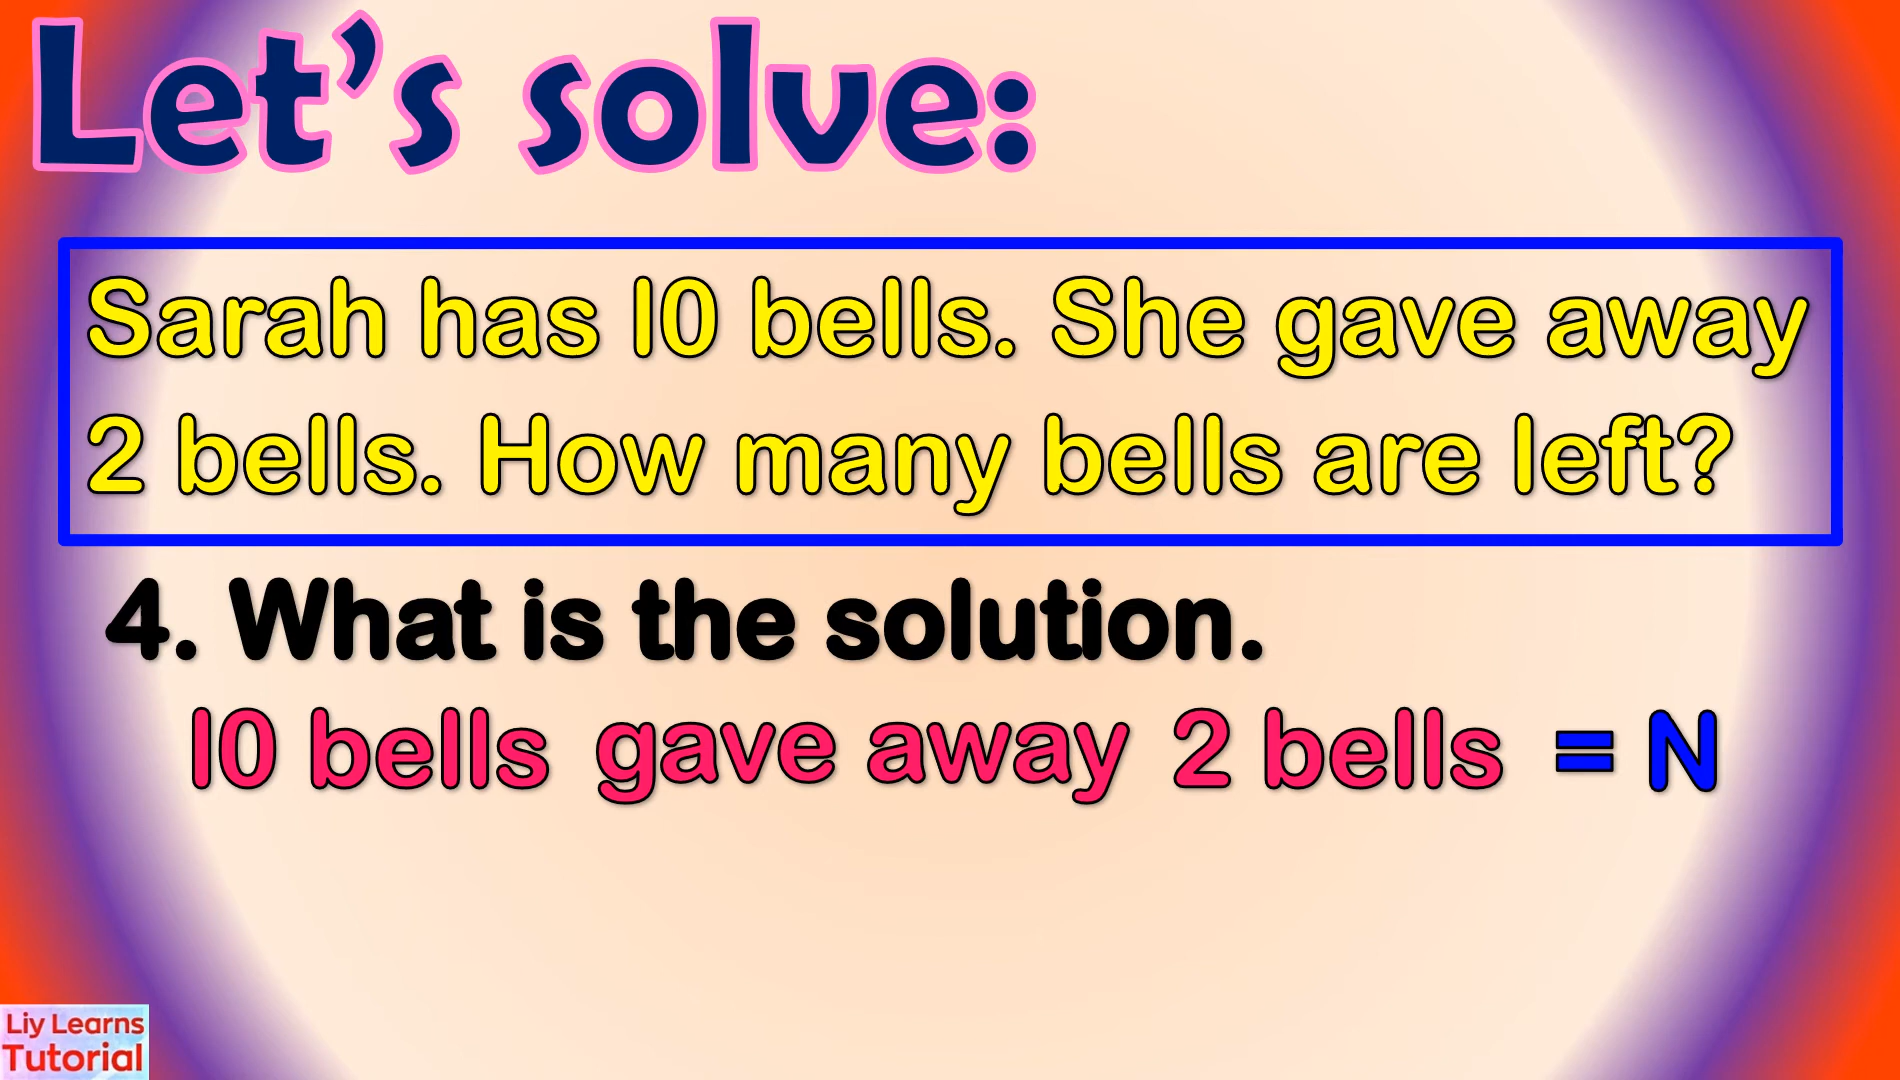 Let's solve:
Sarah has 10 bells. She gave away
2 bells. How many bells are left?
4. What is the solution.
10 bells gave away 2 bells = N
Liy Learns
Tutorial